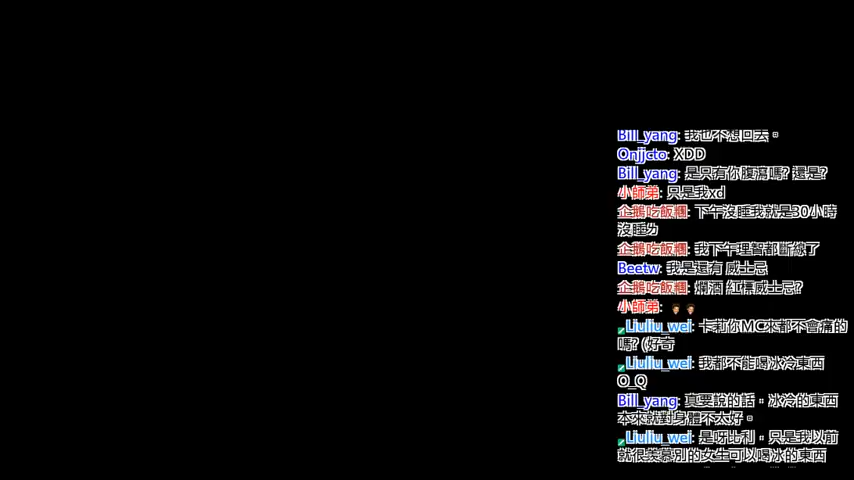 Bill_yang: 我也不想回去。
Onjjcto: XDD
Bill_yang: 是只有你腹瀉嗎? 還是?
小師弟: 只是我xd
企鵝吃飯糰: 下午沒睡我就是30小時
沒睡ㄌ
企鵝吃飯糰: 我下午理智都斷線了
Beetw: 我是還有 威士忌
企鵝吃飯糰: 爛酒 紅標威士忌?
小師弟:
Liuliu_wei: 卡莉你MC來都不會痛的
嗎? (好奇
Liuliu_wei: 我都不能喝冰冷東西
O_Q
Bill_yang: 真要說的話，冰冷的東西
本來就對身體不太好。
Liuliu_wei: 是呀比利，只是我以前
就很羨慕別的女生可以喝冰的東西